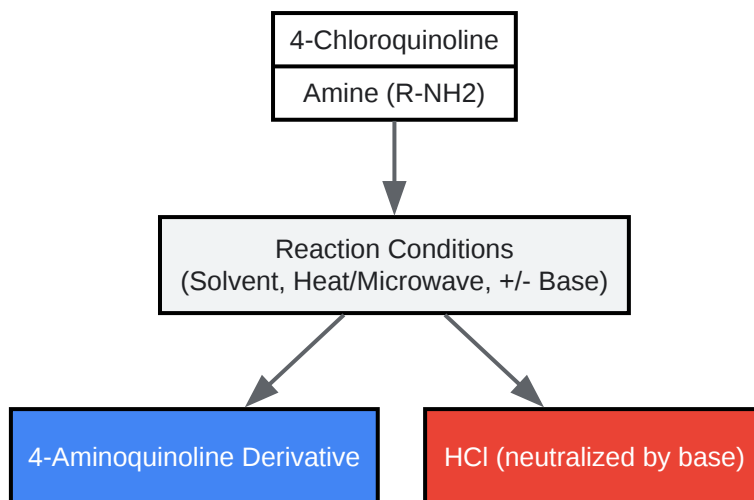 4-Chloroquinoline
Amine (R-NH2)
Reaction Conditions
(Solvent, Heat/Microwave, +/- Base)
4-Aminoquinoline Derivative
HCl (neutralized by base)